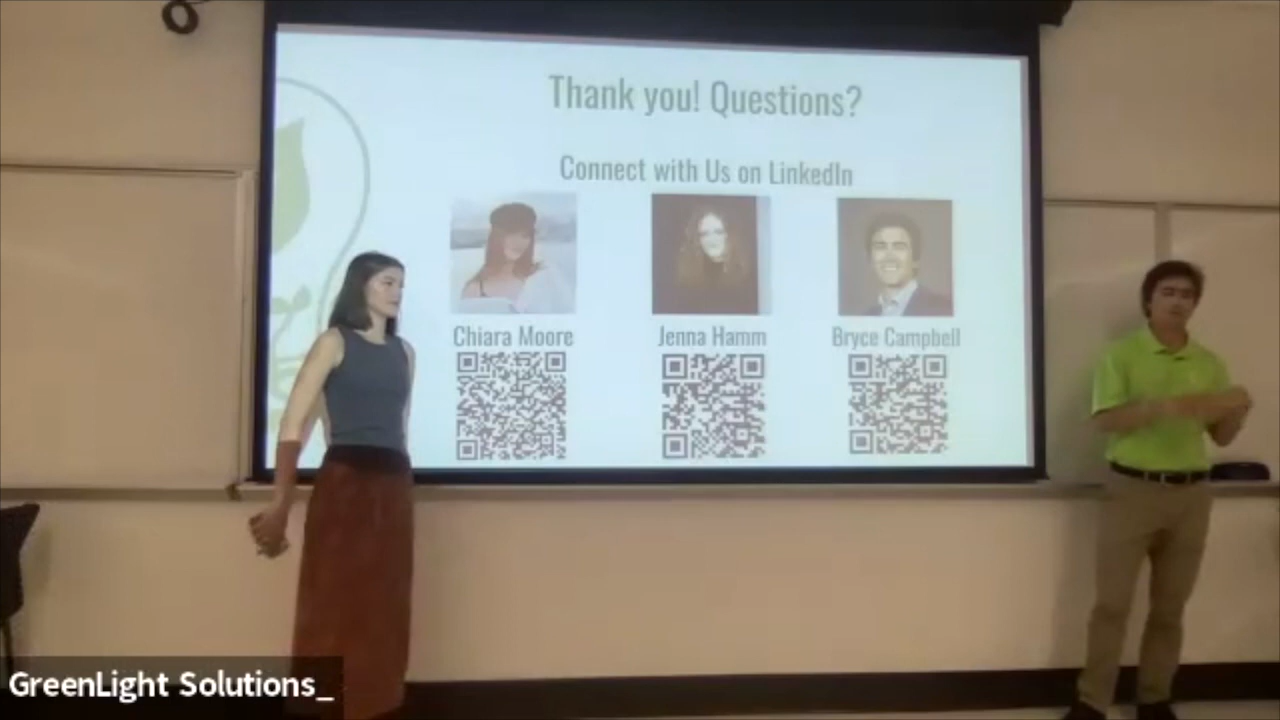 Thank you! Questions?
Connect with Us on LinkedIn
Chiara Moore
Jenna Hamm
Bryce Campbell
GreenLight Solutions_